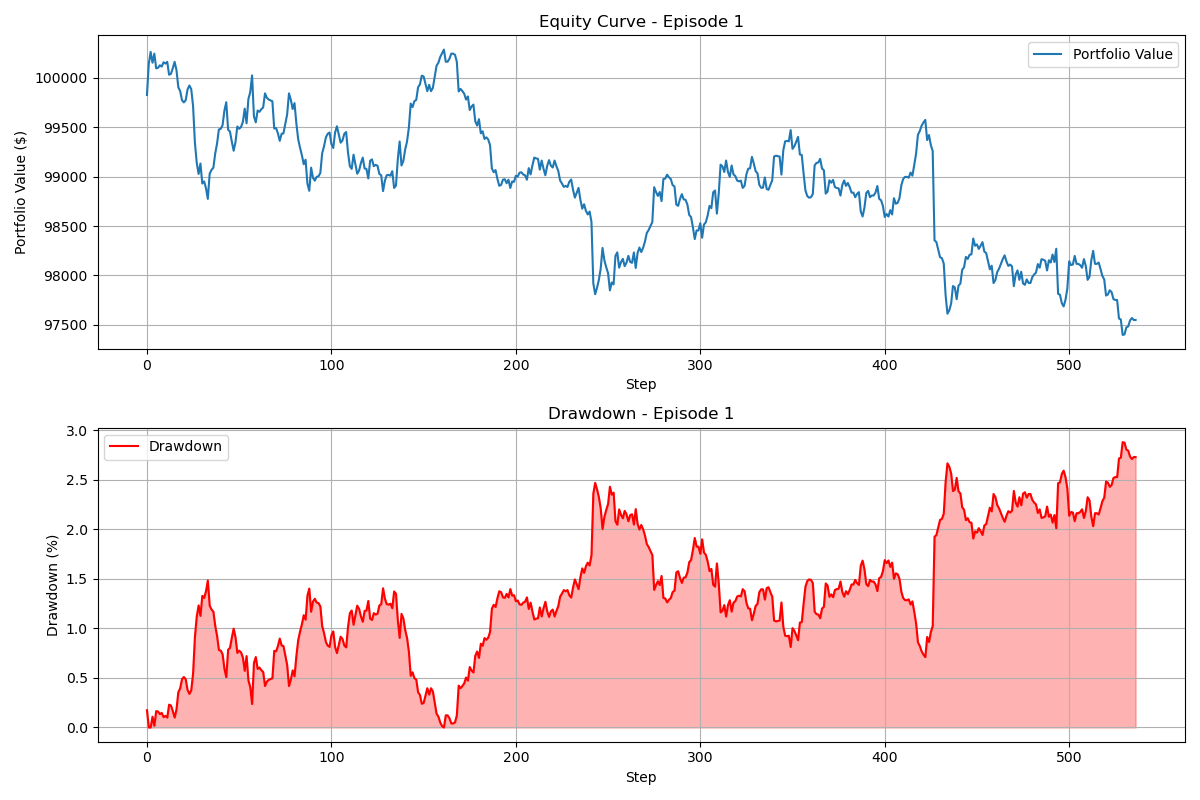 Equity Curve - Episode 1
Portfolio Value ($)
100000
99500
99000
98500
98000
97500
Portfolio Value
0 100 200 300 400 500
Step
Drawdown - Episode 1
Drawdown (%)
3.0
2.5
2.0
1.5
1.0
0.5
0.0
Drawdown
0 100 200 300 400 500
Step